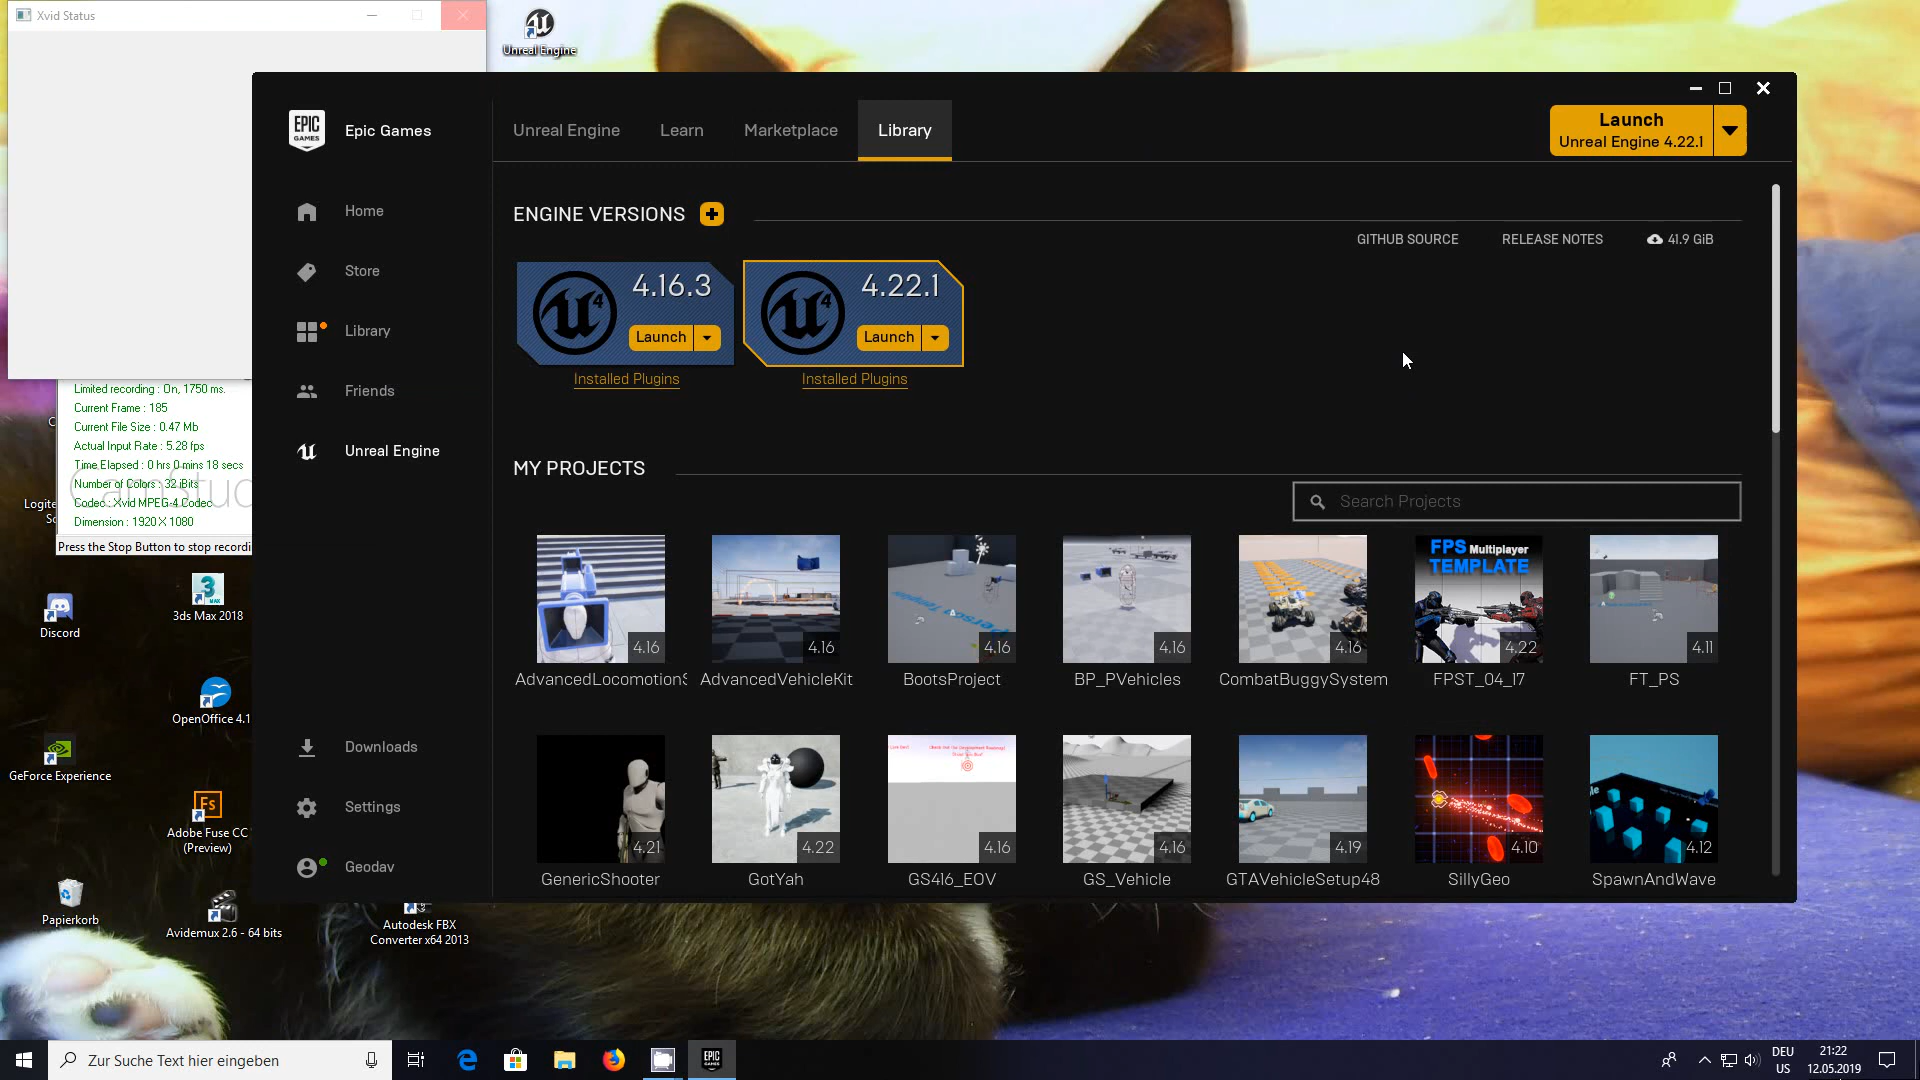 Xvid Status
Unreal Engine
EPIC GAMES
Epic Games
Unreal Engine
Learn
Marketplace
Library
Launch
Unreal Engine 4.22.1
Home
Store
Library
Friends
Unreal Engine
Downloads
Settings
Geodav
ENGINE VERSIONS
GITHUB SOURCE
RELEASE NOTES
41.9 GiB
4.16.3
Launch
Installed Plugins
4.22.1
Launch
Installed Plugins
MY PROJECTS
Search Projects
4.16
4.16
4.16
4.16
4.16
FPS Multiplayer
TEMPLATE
4.22
4.11
AdvancedLocomotionS
AdvancedVehicleKit
BootsProject
BP_PVehicles
CombatBuggySystem
FPST_04_17
FT_PS
4.21
4.22
4.16
4.16
4.19
4.10
4.12
GenericShooter
GotYah
GS416_EOV
GS_Vehicle
GTAVehicleSetup48
SillyGeo
SpawnAndWave
Limited recording : On, 1750 ms.
Current Frame : 185
Current File Size : 0.47 Mb
Actual Input Rate : 5.28 fps
Time Elapsed : 0 hrs 0 mins 18 secs
Number of Colors : 32 Bits
Codec : Xvid MPEG-4 Codec
Dimension : 1920 X 1080
CamStud
Press the Stop Button to stop recordi
Logite
Discord
3ds Max 2018
OpenOffice 4.1
GeForce Experience
Adobe Fuse CC
(Preview)
Papierkorb
Avidemux 2.6 - 64 bits
Autodesk FBX
Converter x64 2013
Zur Suche Text hier eingeben
EPIC GAMES
DEU
US
21:22
12.05.2019